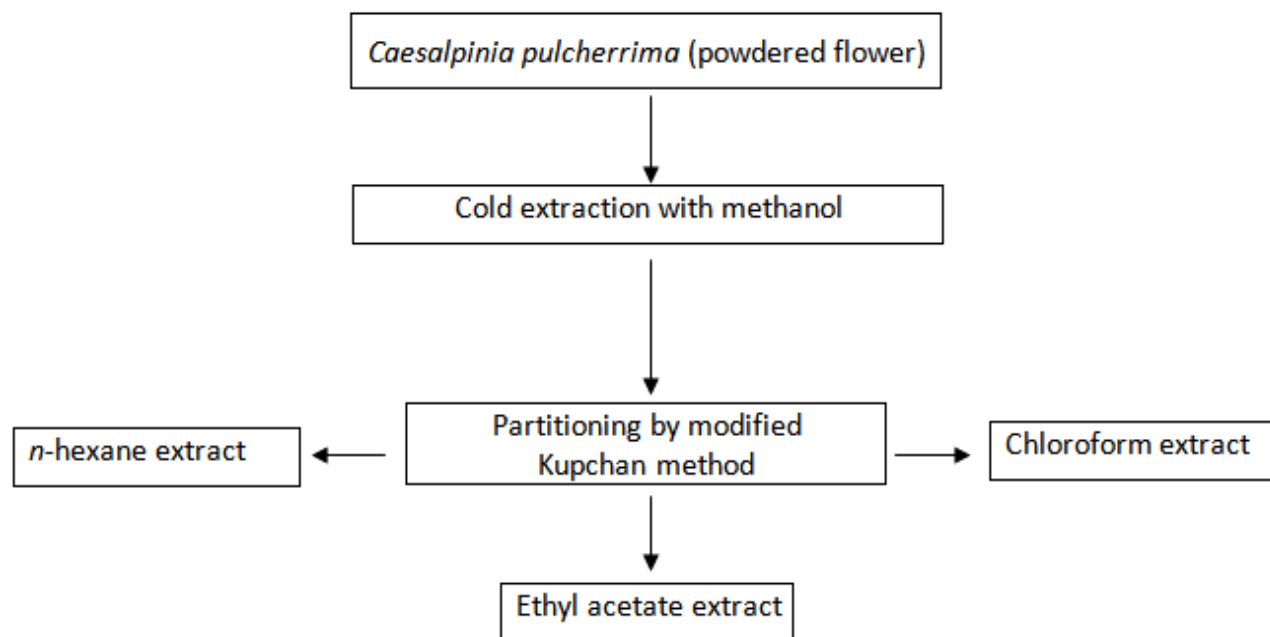 Caesalpinia pulcherrima (powdered flower)
Cold extraction with methanol
Partitioning by modified
Kupchan method
n-hexane extract
Chloroform extract
Ethyl acetate extract